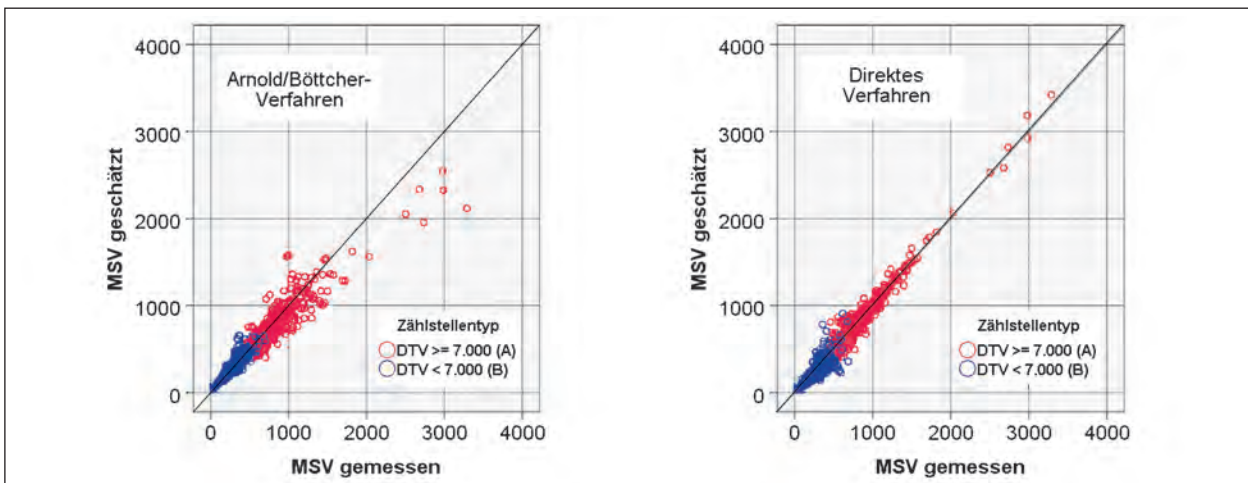 4000
3000
2000
1000
0
MSV geschätzt
Arnold/Böttcher-
Verfahren
Zählstellentyp
DTV >= 7.000 (A)
DTV < 7.000 (B)
0 1000 2000 3000 4000
MSV gemessen
4000
3000
2000
1000
0
MSV geschätzt
Direktes
Verfahren
Zählstellentyp
DTV >= 7.000 (A)
DTV < 7.000 (B)
0 1000 2000 3000 4000
MSV gemessen